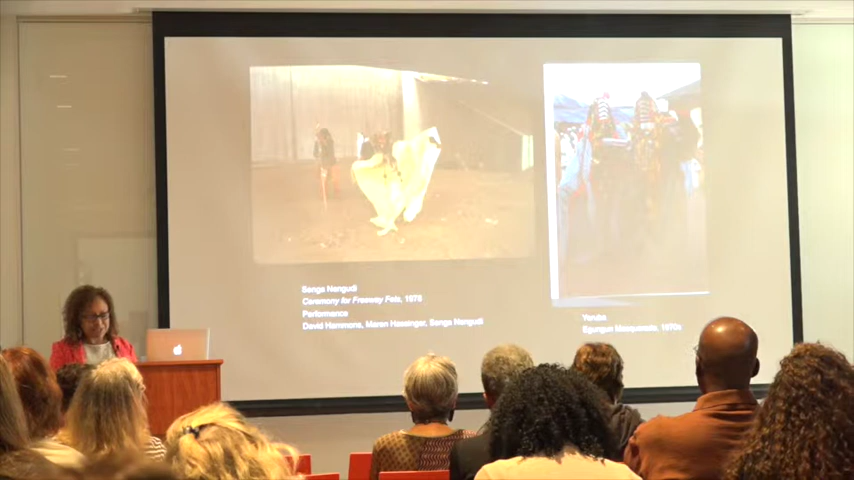 Senga Nengudi
Ceremony for Freeway Fets, 1978
Performance
David Hammons, Maren Hassinger, Senga Nengudi
Yoruba
Egungun Masquerade, 1970s